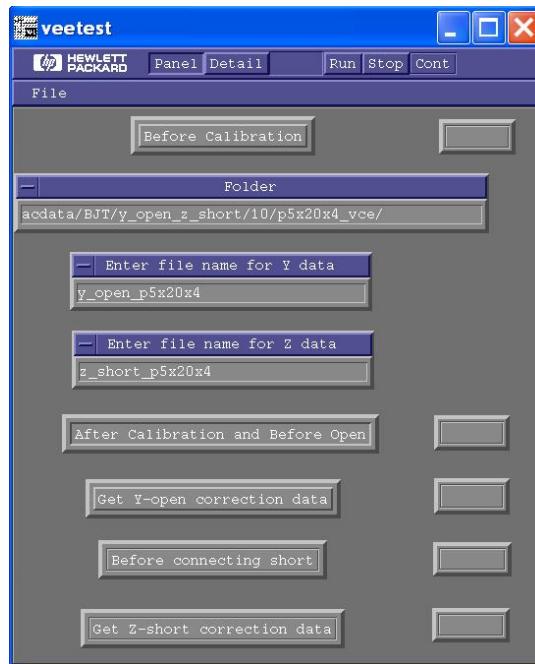 veetest
hp HEWLETT PACKARD Panel Detail Run Stop Cont
File
Before Calibration
Folder
acdata/BJT/y_open_z_short/10/p5x20x4_vce/
Enter file name for Y data
y_open_p5x20x4
Enter file name for Z data
z_short_p5x20x4
After Calibration and Before Open
Get Y-open correction data
Before connecting short
Get Z-short correction data